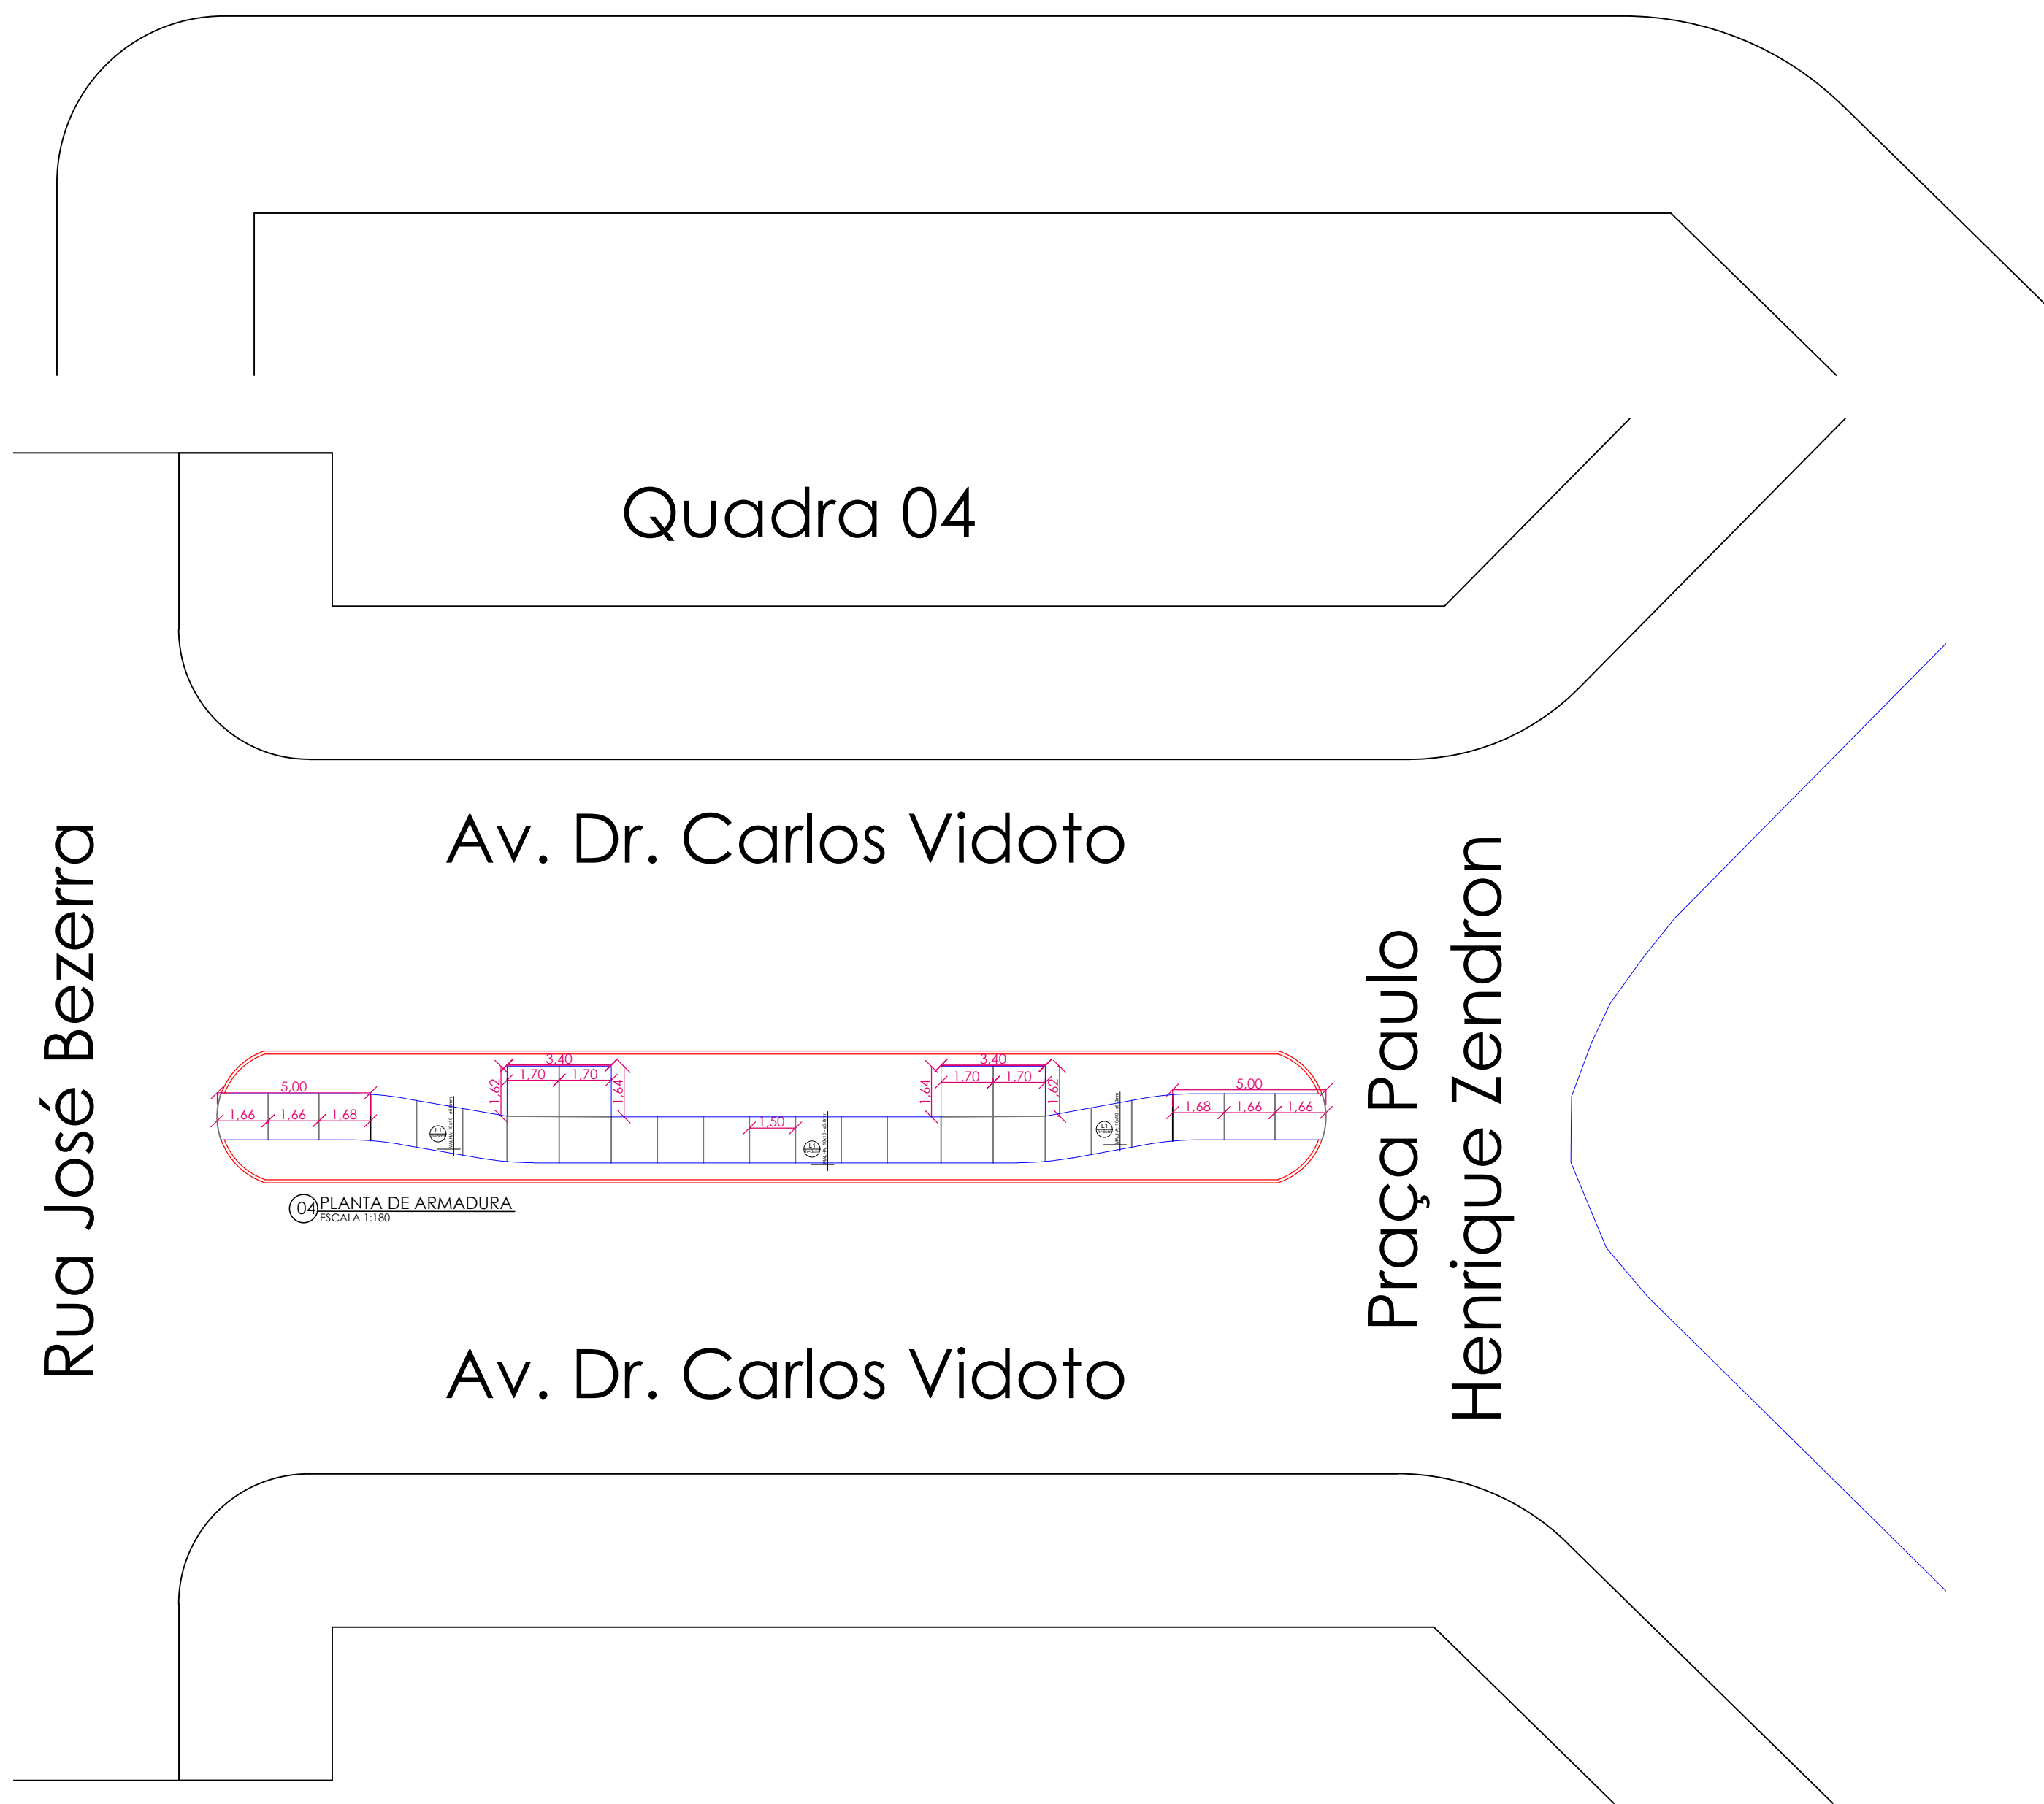 Quadra 04
Av. Dr. Carlos Vidoto
Rua José Bezerra
Praça Paulo
Henrique Zendron
3,40
1,70
1,70
1,62
1,64
3,40
1,70
1,70
1,64
1,62
5,00
1,66
1,66
1,68
5,00
1,68
1,66
1,66
1,50
L1
L1
L1
04
PLANTA DE ARMADURA
ESCALA 1:180
Av. Dr. Carlos Vidoto